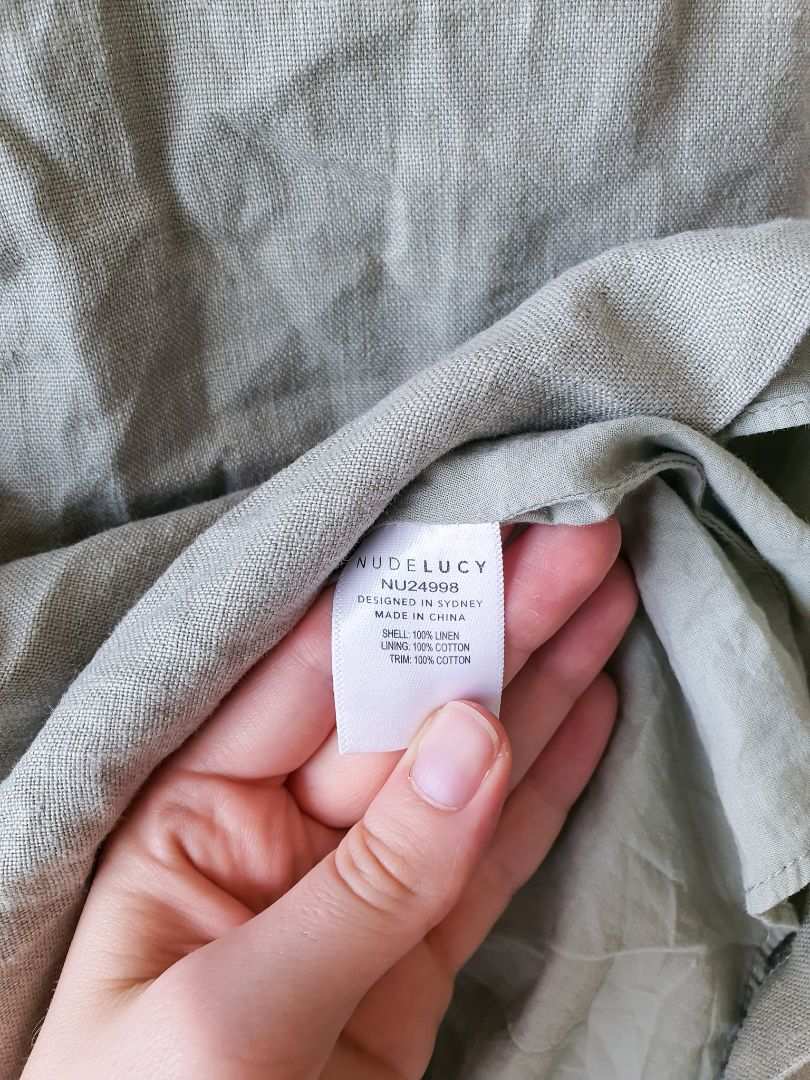 NUDELUCY
NU24998
DESIGNED IN SYDNEY
MADE IN CHINA
SHELL: 100% LINEN
LINING: 100% COTTON
TRIM: 100% COTTON